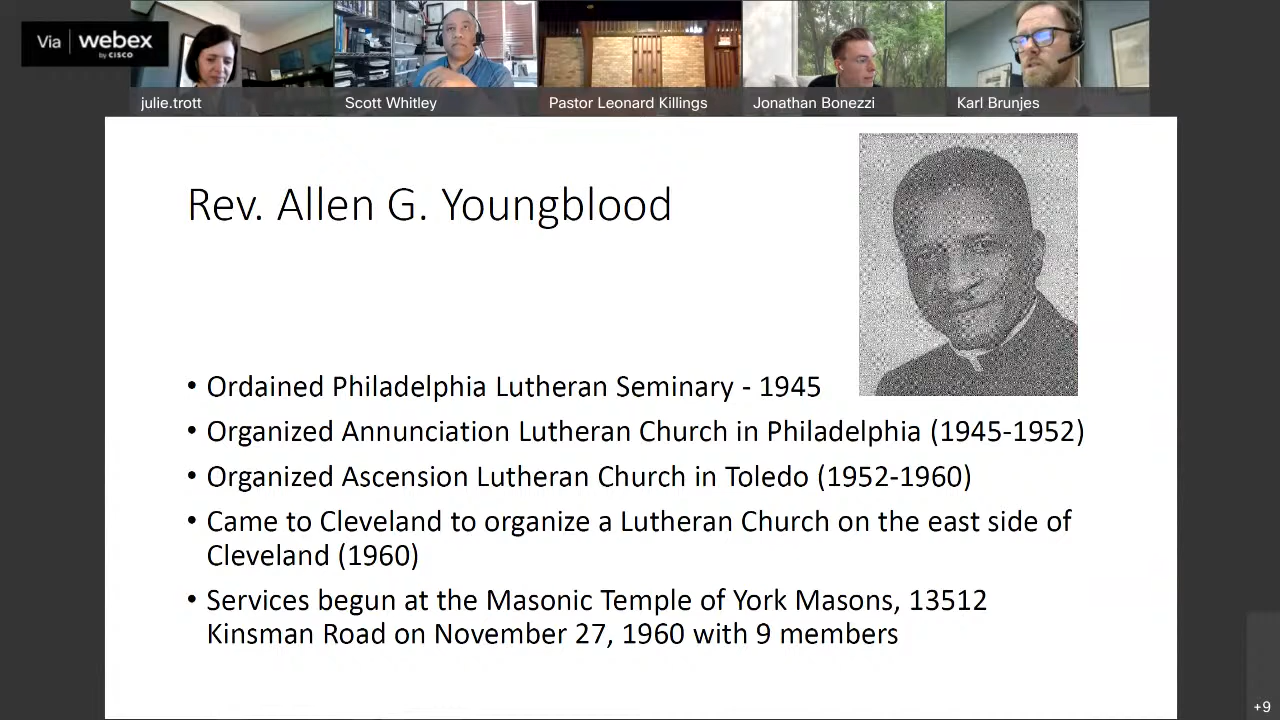 Via webex
by CISCO
julie.trott
Scott Whitley
Pastor Leonard Killings
Jonathan Bonezzi
Karl Brunjes
Rev. Allen G. Youngblood
• Ordained Philadelphia Lutheran Seminary - 1945
• Organized Annunciation Lutheran Church in Philadelphia (1945-1952)
• Organized Ascension Lutheran Church in Toledo (1952-1960)
• Came to Cleveland to organize a Lutheran Church on the east side of
Cleveland (1960)
• Services begun at the Masonic Temple of York Masons, 13512
Kinsman Road on November 27, 1960 with 9 members
+9